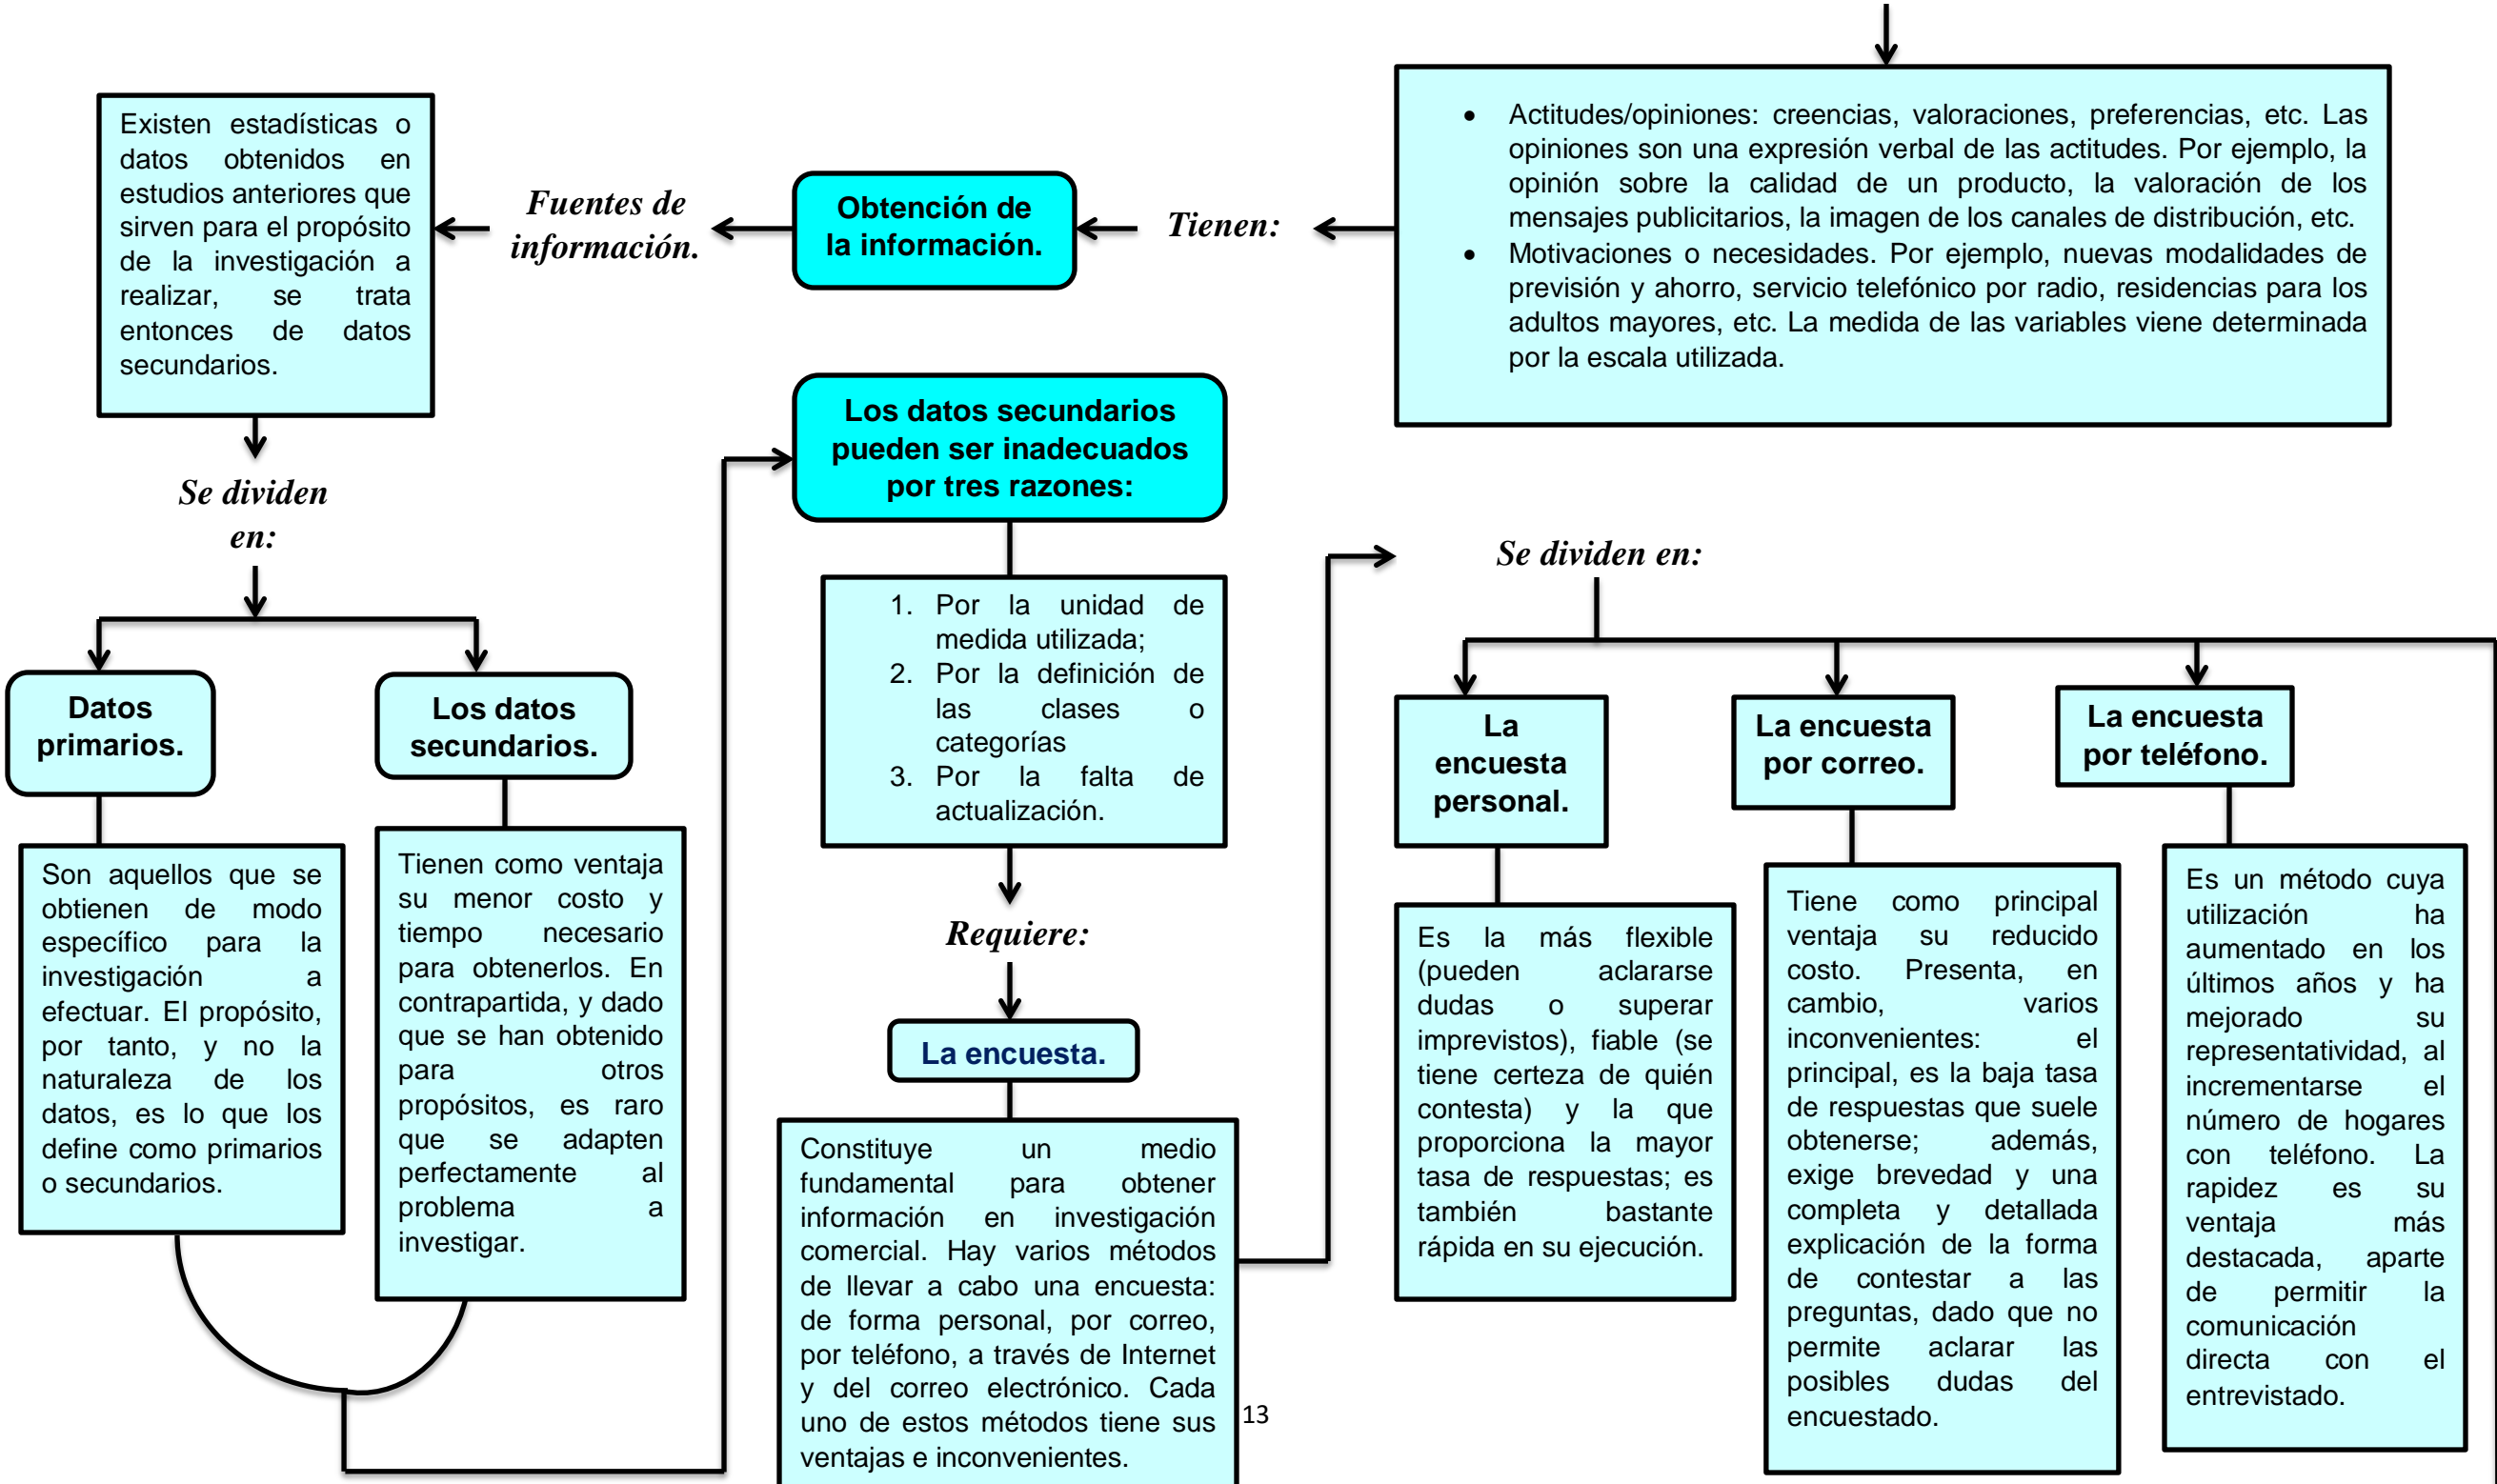 Actitudes/opiniones: creencias, valoraciones, preferencias, etc. Las
opiniones son una expresión verbal de las actitudes. Por ejemplo, la
opinión sobre la calidad de un producto, la valoración de los
mensajes publicitarios, la imagen de los canales de distribución, etc.
Motivaciones o necesidades. Por ejemplo, nuevas modalidades de
previsión y ahorro, servicio telefónico por radio, residencias para los
adultos mayores, etc. La medida de las variables viene determinada
por la escala utilizada.
Tienen:
Obtención de
la información.
Fuentes de
información.
Existen estadísticas o
datos obtenidos en
estudios anteriores que
sirven para el propósito
de la investigación a
realizar, se trata
entonces de datos
secundarios.
Se dividen
en:
Datos
primarios.
Son aquellos que se
obtienen de modo
específico para la
investigación a
efectuar. El propósito,
por tanto, y no la
naturaleza de los
datos, es lo que los
define como primarios
o secundarios.
Los datos
secundarios.
Tienen como ventaja
su menor costo y
tiempo necesario
para obtenerlos. En
contrapartida, y dado
que se han obtenido
para otros
propósitos, es raro
que se adapten
perfectamente al
problema a
investigar.
Los datos secundarios
pueden ser inadecuados
por tres razones:
1. Por la unidad de
medida utilizada;
2. Por la definición de
las clases o
categorías
3. Por la falta de
actualización.
Requiere:
La encuesta.
Constituye un medio
fundamental para obtener
información en investigación
comercial. Hay varios métodos
de llevar a cabo una encuesta:
de forma personal, por correo,
por teléfono, a través de Internet
y del correo electrónico. Cada
uno de estos métodos tiene sus
ventajas e inconvenientes.
Se dividen en:
La
encuesta
personal.
Es la más flexible
(pueden aclararse
dudas o superar
imprevistos), fiable (se
tiene certeza de quién
contesta) y la que
proporciona la mayor
tasa de respuestas; es
también bastante
rápida en su ejecución.
La encuesta
por correo.
Tiene como principal
ventaja su reducido
costo. Presenta, en
cambio, varios
inconvenientes: el
principal, es la baja tasa
de respuestas que suele
obtenerse; además,
exige brevedad y una
completa y detallada
explicación de la forma
de contestar a las
preguntas, dado que no
permite aclarar las
posibles dudas del
encuestado.
La encuesta
por teléfono.
Es un método cuya
utilización ha
aumentado en los
últimos años y ha
mejorado su
representatividad, al
incrementarse el
número de hogares
con teléfono. La
rapidez es su
ventaja más
destacada, aparte
de permitir la
comunicación
directa con el
entrevistado.
13